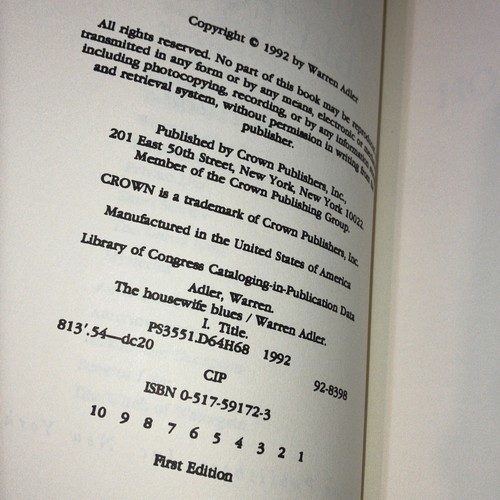 Copyright © 1992 by Warren Adler
All rights reserved. No part of this book may be reproduced
transmitted in any form or by any means, electronic or
including photocopying, recording, or by any information
and retrieval system, without permission in writing from the
publisher.
Published by Crown Publishers, Inc.,
201 East 50th Street, New York, New York 10022.
Member of the Crown Publishing Group.
CROWN is a trademark of Crown Publishers, Inc.
Manufactured in the United States of America
Library of Congress Cataloging-in-Publication Data
Adler, Warren.
The housewife blues / Warren Adler.
I. Title.
PS3551.D64H68 1992
813'.54—dc20
92-8398
CIP
ISBN 0-517-59172-3
10 9 8 7 6 5 4 3 2 1
First Edition